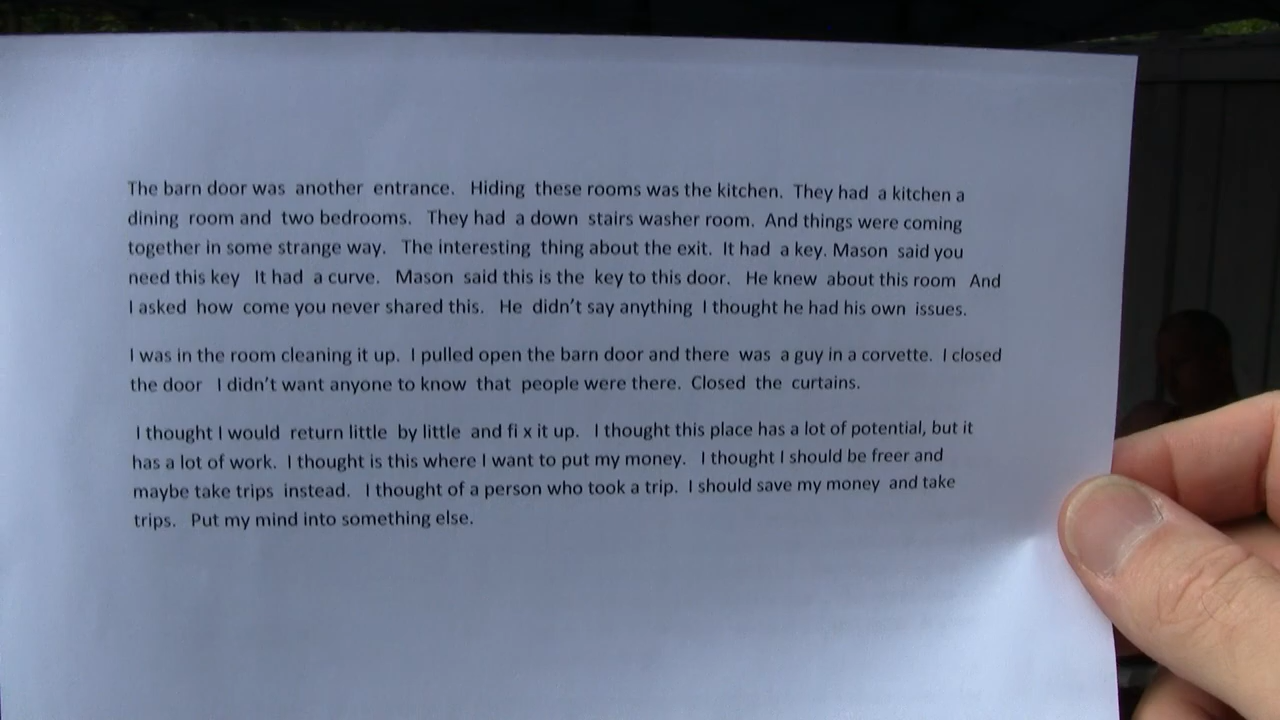 The barn door was another entrance. Hiding these rooms was the kitchen. They had a kitchen a
dining room and two bedrooms. They had a down stairs washer room. And things were coming
together in some strange way. The interesting thing about the exit. It had a key. Mason said you
need this key It had a curve. Mason said this is the key to this door. He knew about this room And
I asked how come you never shared this. He didn't say anything I thought he had his own issues.
I was in the room cleaning it up. I pulled open the barn door and there was a guy in a corvette. I closed
the door I didn't want anyone to know that people were there. Closed the curtains.
I thought I would return little by little and fi x it up. I thought this place has a lot of potential, but it
has a lot of work. I thought is this where I want to put my money. I thought I should be freer and
maybe take trips instead. I thought of a person who took a trip. I should save my money and take
trips. Put my mind into something else.